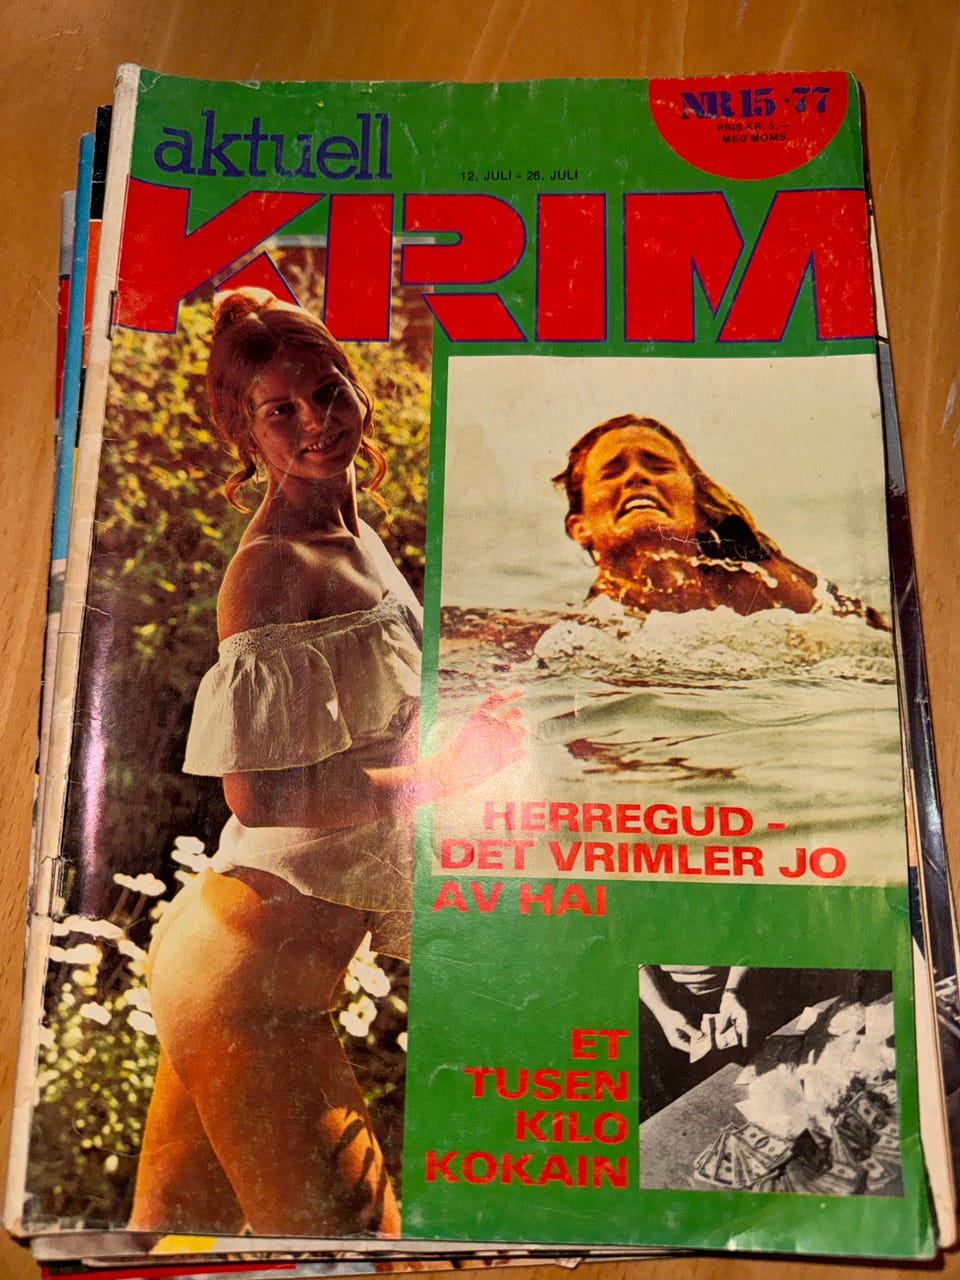 aktuell
KRIM
NR 15·77
PRIS KR. 5,–
MED MOMS
12. JULI - 26. JULI
HERREGUD –
DET VRIMLER JO
AV HAI
ET
TUSEN
KILO
KOKAIN